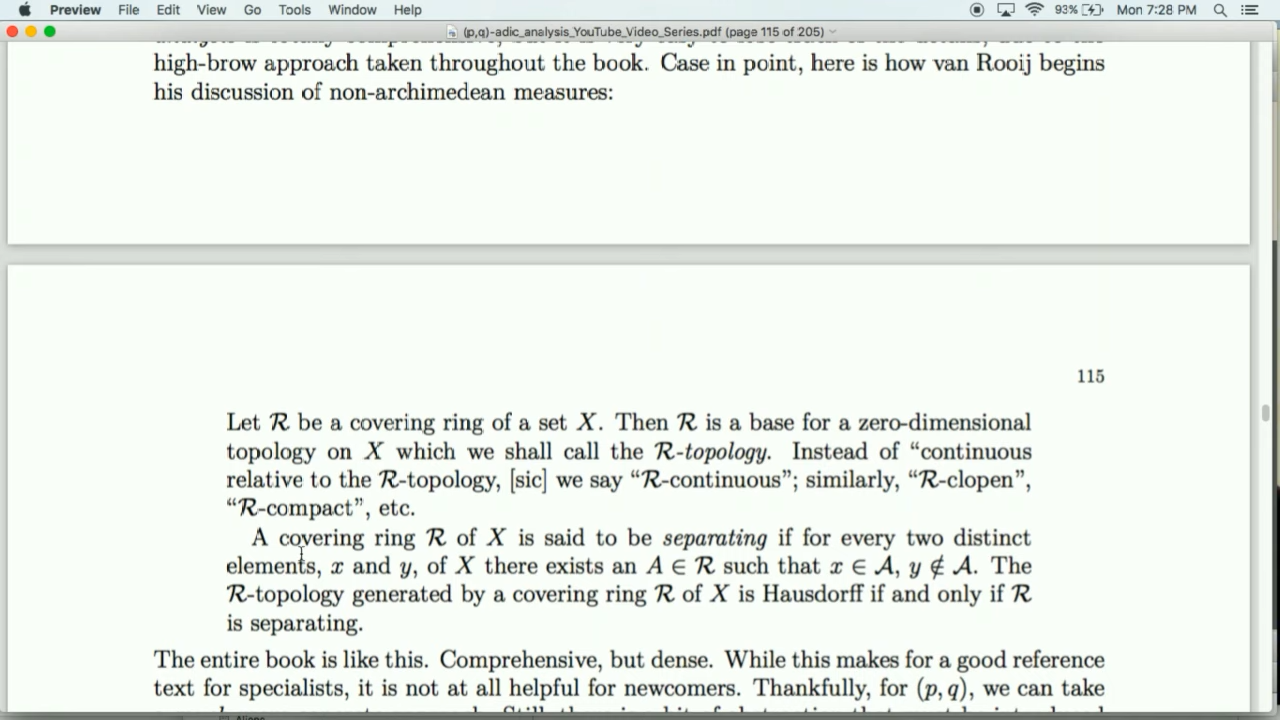 Preview File Edit View Go Tools Window Help 93% Mon 7:28 PM
(p,q)-adic_analysis_YouTube_Video_Series.pdf (page 115 of 205)
high-brow approach taken throughout the book. Case in point, here is how van Rooij begins
his discussion of non-archimedean measures:
115
Let ℛ be a covering ring of a set X. Then ℛ is a base for a zero-dimensional
topology on X which we shall call the ℛ-topology. Instead of “continuous
relative to the ℛ-topology, [sic] we say “ℛ-continuous”; similarly, “ℛ-clopen”,
“ℛ-compact”, etc.
A covering ring ℛ of X is said to be separating if for every two distinct
elements, x and y, of X there exists an A ∈ ℛ such that x ∈ 𝒜, y ∉ 𝒜. The
ℛ-topology generated by a covering ring ℛ of X is Hausdorff if and only if ℛ
is separating.
The entire book is like this. Comprehensive, but dense. While this makes for a good reference
text for specialists, it is not at all helpful for newcomers. Thankfully, for (p, q), we can take